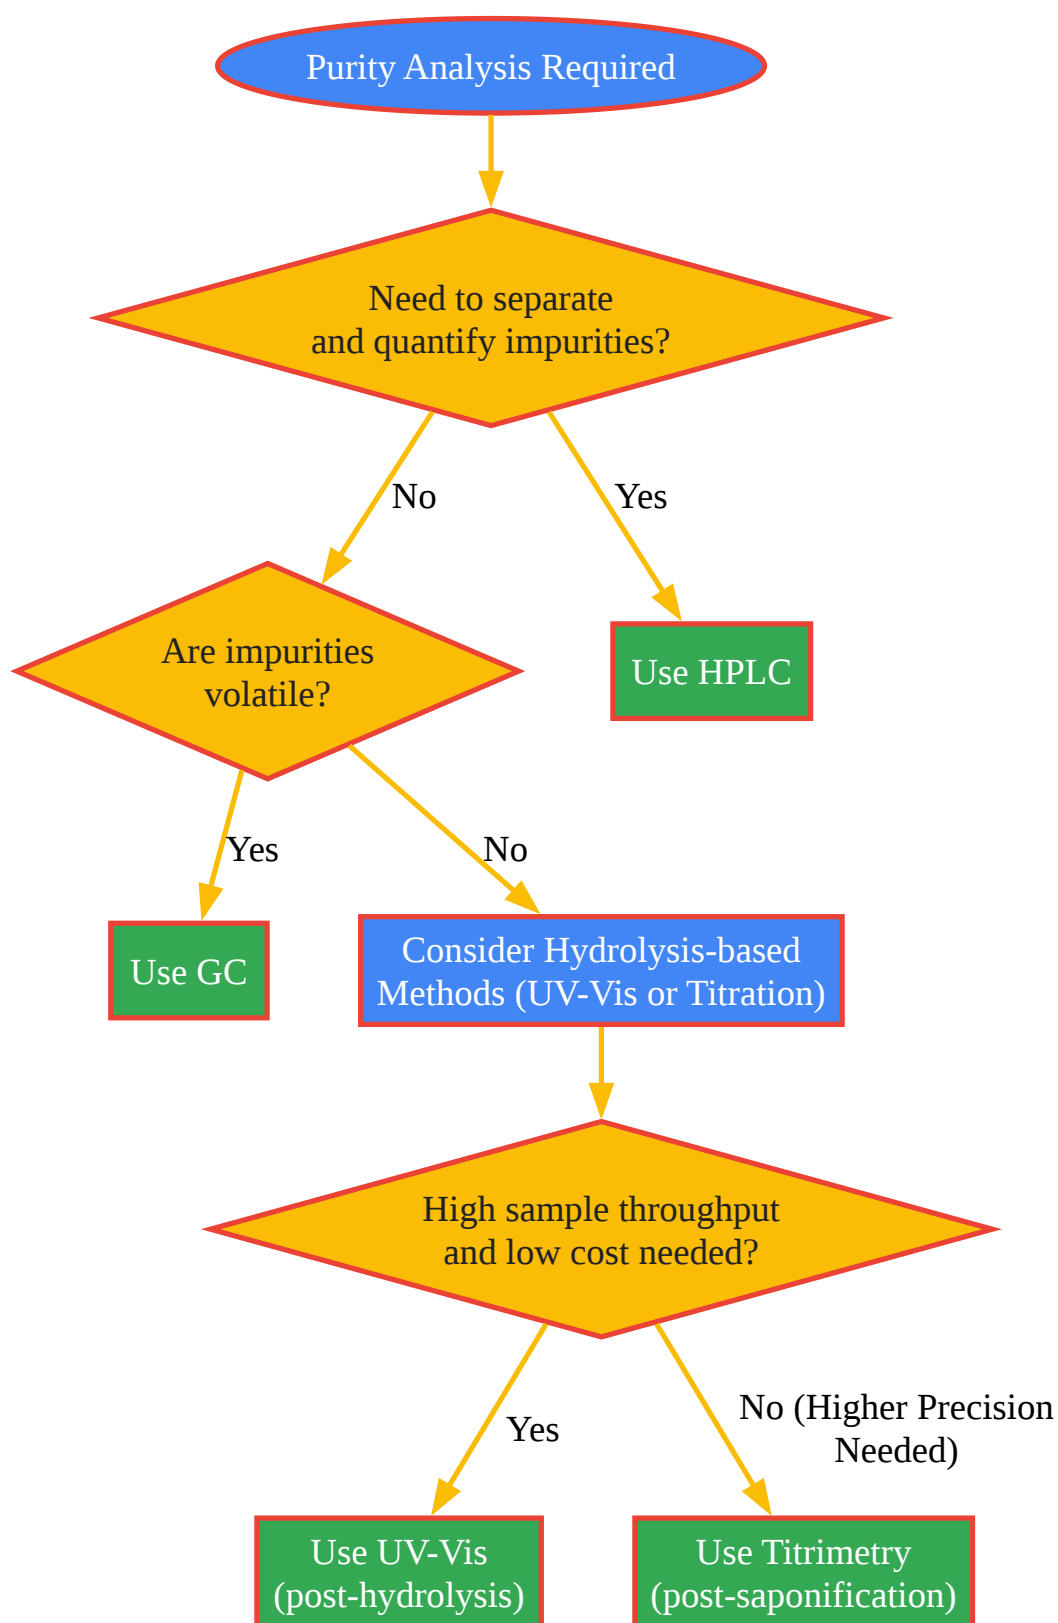 Purity Analysis Required
Need to separate
and quantify impurities?
No
Yes
Are impurities
volatile?
Use HPLC
Yes
No
Use GC
Consider Hydrolysis-based
Methods (UV-Vis or Titration)
High sample throughput
and low cost needed?
Yes
No (Higher Precision
Needed)
Use UV-Vis
(post-hydrolysis)
Use Titrimetry
(post-saponification)